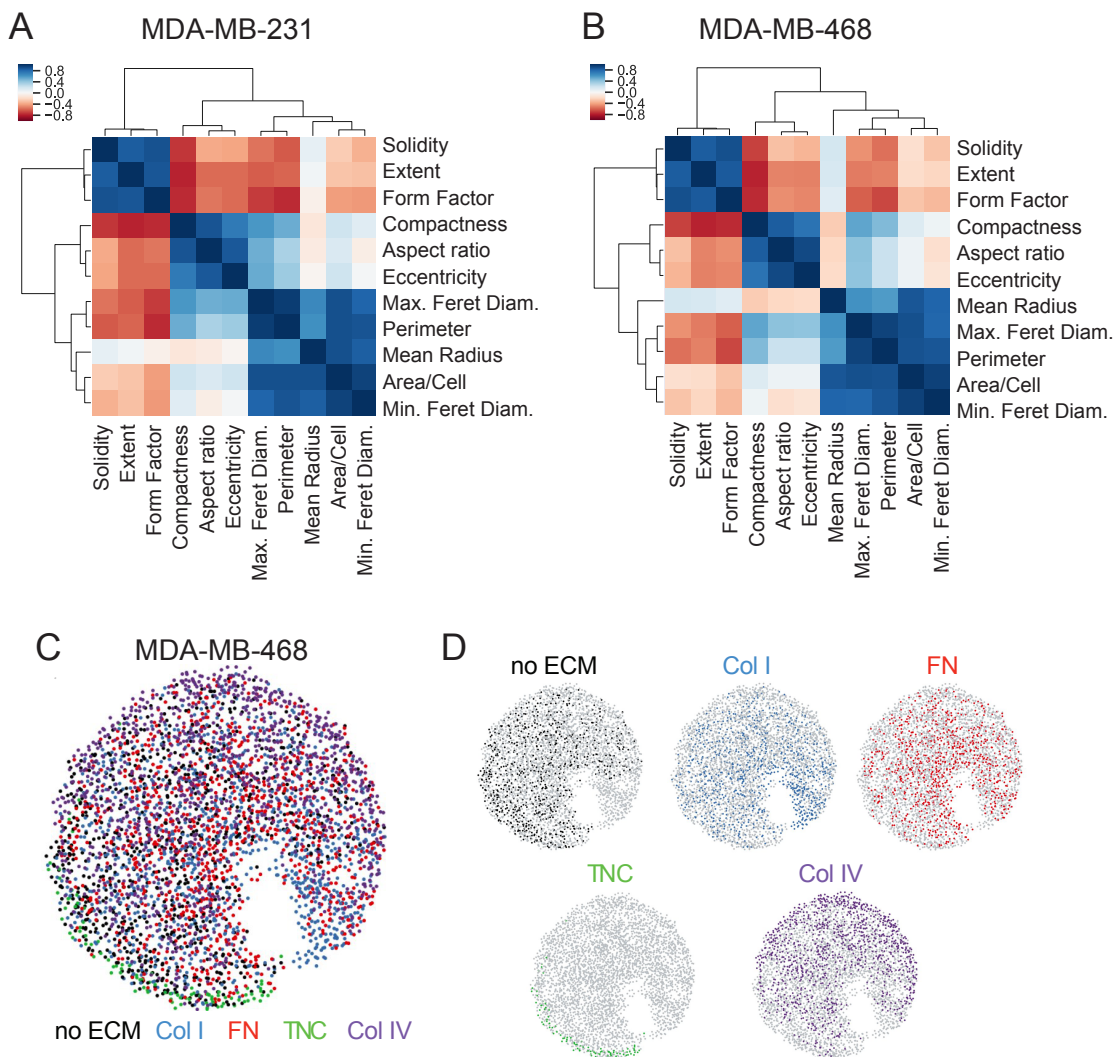 A
MDA-MB-231
0.8
0.4
0.0
−0.4
−0.8
Solidity
Extent
Form Factor
Compactness
Aspect ratio
Eccentricity
Max. Feret Diam.
Perimeter
Mean Radius
Area/Cell
Min. Feret Diam.
Solidity
Extent
Form Factor
Compactness
Aspect ratio
Eccentricity
Max. Feret Diam.
Perimeter
Mean Radius
Area/Cell
Min. Feret Diam.
B
MDA-MB-468
0.8
0.4
0.0
−0.4
−0.8
Solidity
Extent
Form Factor
Compactness
Aspect ratio
Eccentricity
Mean Radius
Max. Feret Diam.
Perimeter
Area/Cell
Min. Feret Diam.
Solidity
Extent
Form Factor
Compactness
Aspect ratio
Eccentricity
Mean Radius
Max. Feret Diam.
Perimeter
Area/Cell
Min. Feret Diam.
C
MDA-MB-468
no ECM Col I FN TNC Col IV
D
no ECM
Col I
FN
TNC
Col IV